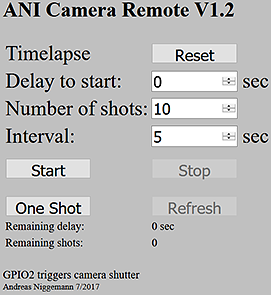 ANI Camera Remote V1.2
Timelapse Reset
Delay to start: 0 sec
Number of shots: 10
Interval: 5 sec
Start Stop
One Shot Refresh
Remaining delay: 0 sec
Remaining shots: 0
GPIO2 triggers camera shutter
Andreas Niggemann 7/2017